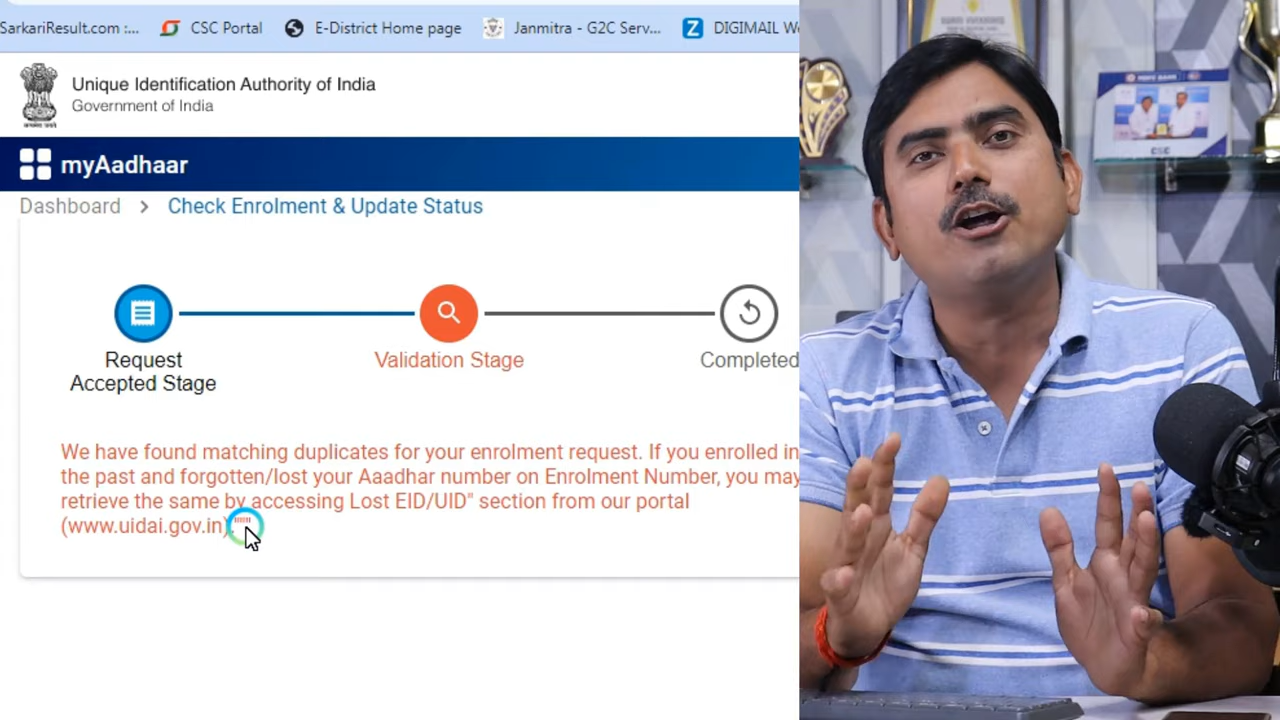 SarkariResult.com :...
CSC Portal
E-District Home page
Janmitra - G2C Serv...
Z
DIGIMAIL W
Unique Identification Authority of India
Government of India
myAadhaar
Dashboard > Check Enrolment & Update Status
Request
Accepted Stage
Validation Stage
Completed
We have found matching duplicates for your enrolment request. If you enrolled in
the past and forgotten/lost your Aaadhar number on Enrolment Number, you may
retrieve the same by accessing Lost EID/UID" section from our portal
(www.uidai.gov.in)."""
HDFC BANK
CSC